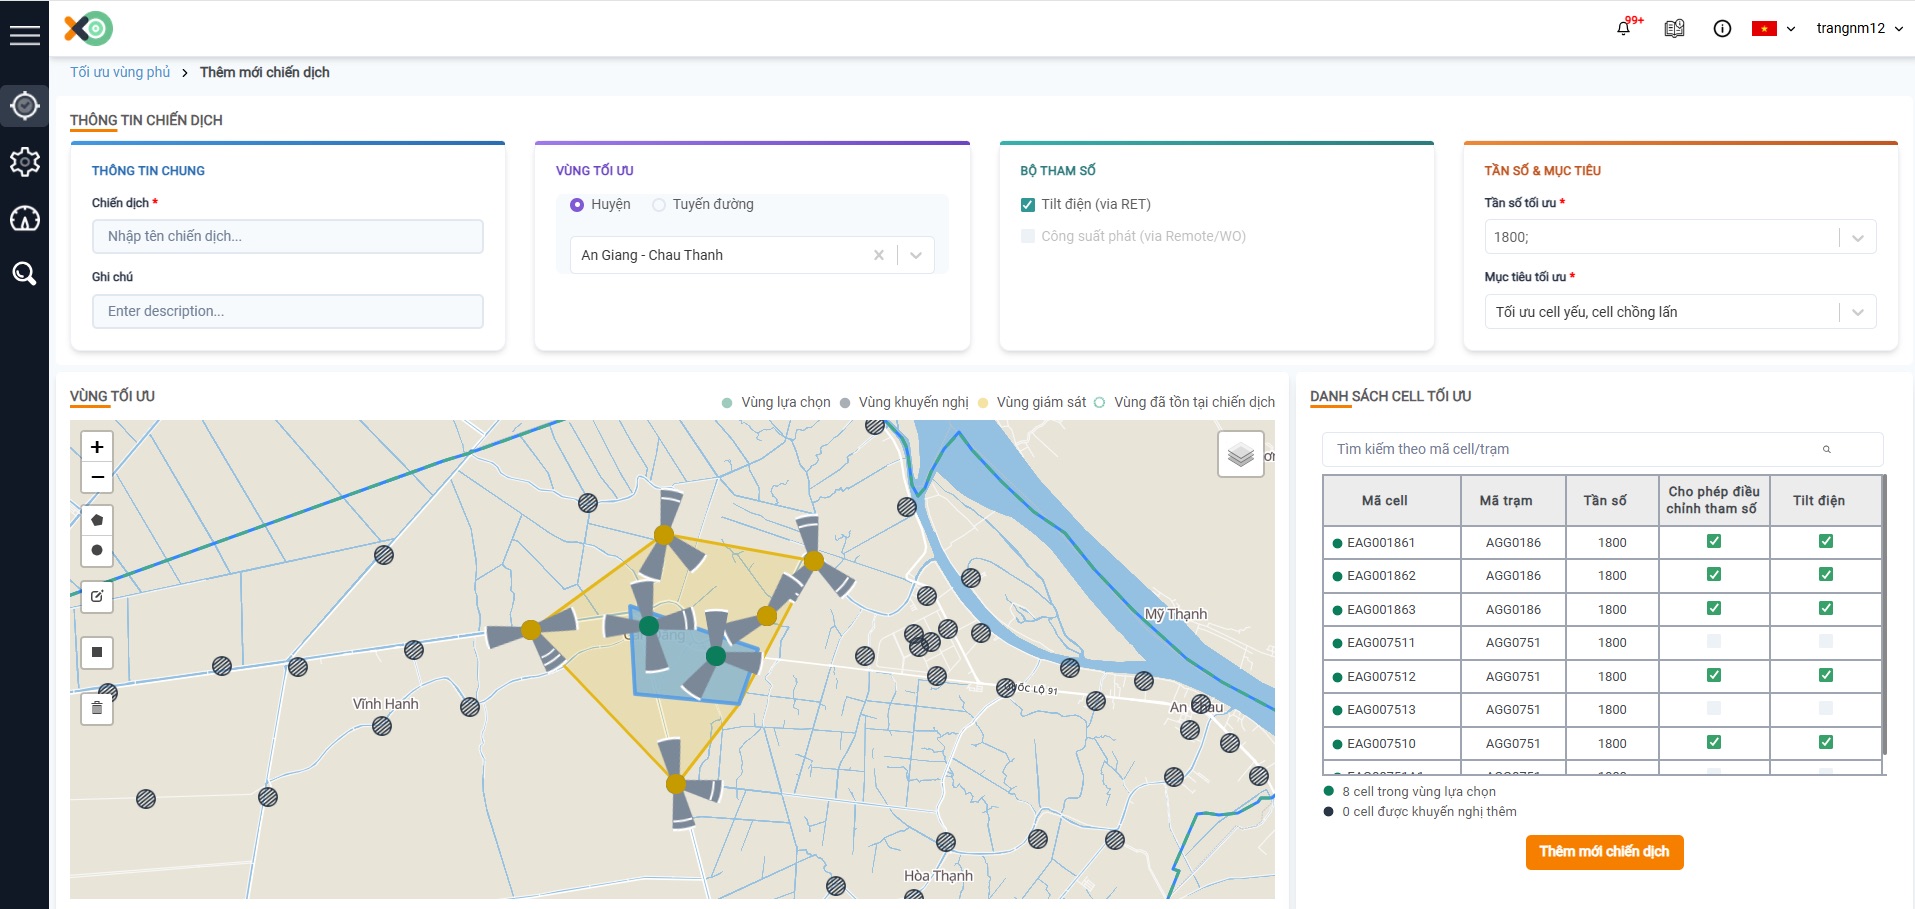 99+
trangnm12
Tối ưu vùng phủ > Thêm mới chiến dịch
THÔNG TIN CHIẾN DỊCH
THÔNG TIN CHUNG
Chiến dịch *
Nhập tên chiến dịch...
Ghi chú
Enter description...
VÙNG TỐI ƯU
Huyện
Tuyến đường
An Giang - Chau Thanh
BỘ THAM SỐ
Tilt điện (via RET)
Công suất phát (via Remote/WO)
TẦN SỐ & MỤC TIÊU
Tần số tối ưu *
1800;
Mục tiêu tối ưu *
Tối ưu cell yếu, cell chồng lấn
VÙNG TỐI ƯU
Vùng lựa chọn
Vùng khuyến nghị
Vùng giám sát
Vùng đã tồn tại chiến dịch
+
−
Mỹ Thạnh
Vĩnh Hanh
QUỐC LỘ 91
An Châu
Hòa Thạnh
DANH SÁCH CELL TỐI ƯU
Tìm kiếm theo mã cell/trạm
Mã cell Mã trạm Tần số Cho phép điều chỉnh tham số Tilt điện
EAG001861 AGG0186 1800
EAG001862 AGG0186 1800
EAG001863 AGG0186 1800
EAG007511 AGG0751 1800
EAG007512 AGG0751 1800
EAG007513 AGG0751 1800
EAG007510 AGG0751 1800
8 cell trong vùng lựa chọn
0 cell được khuyến nghị thêm
Thêm mới chiến dịch